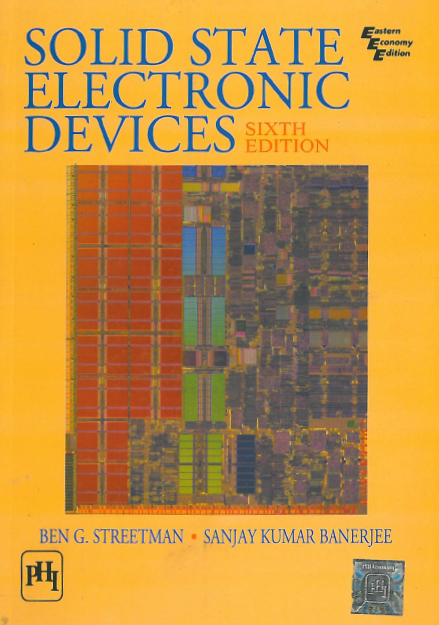 SOLID STATE
ELECTRONIC
DEVICES
SIXTH
EDITION
Eastern
Economy
Edition
BEN G. STREETMAN • SANJAY KUMAR BANERJEE
PHI